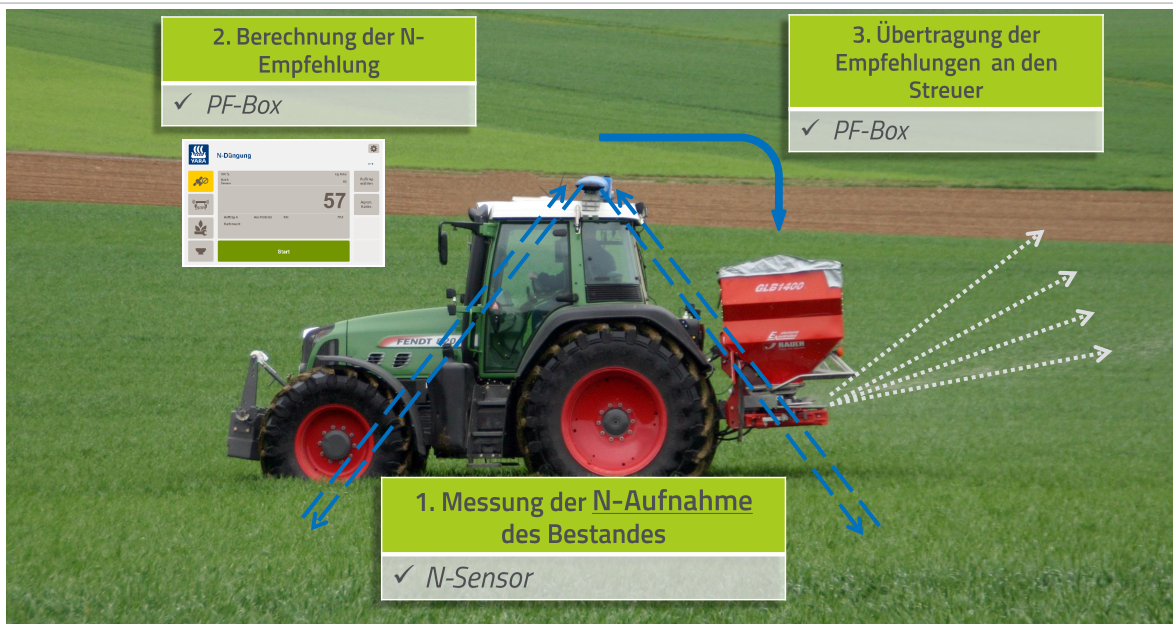 2. Berechnung der N-
Empfehlung
✓ PF-Box
3. Übertragung der
Empfehlungen an den
Streuer
✓ PF-Box
YARA
N-Düngung
57
Start
GLB1400
FENDT 820
RAUCH
1. Messung der N-Aufnahme
des Bestandes
✓ N-Sensor